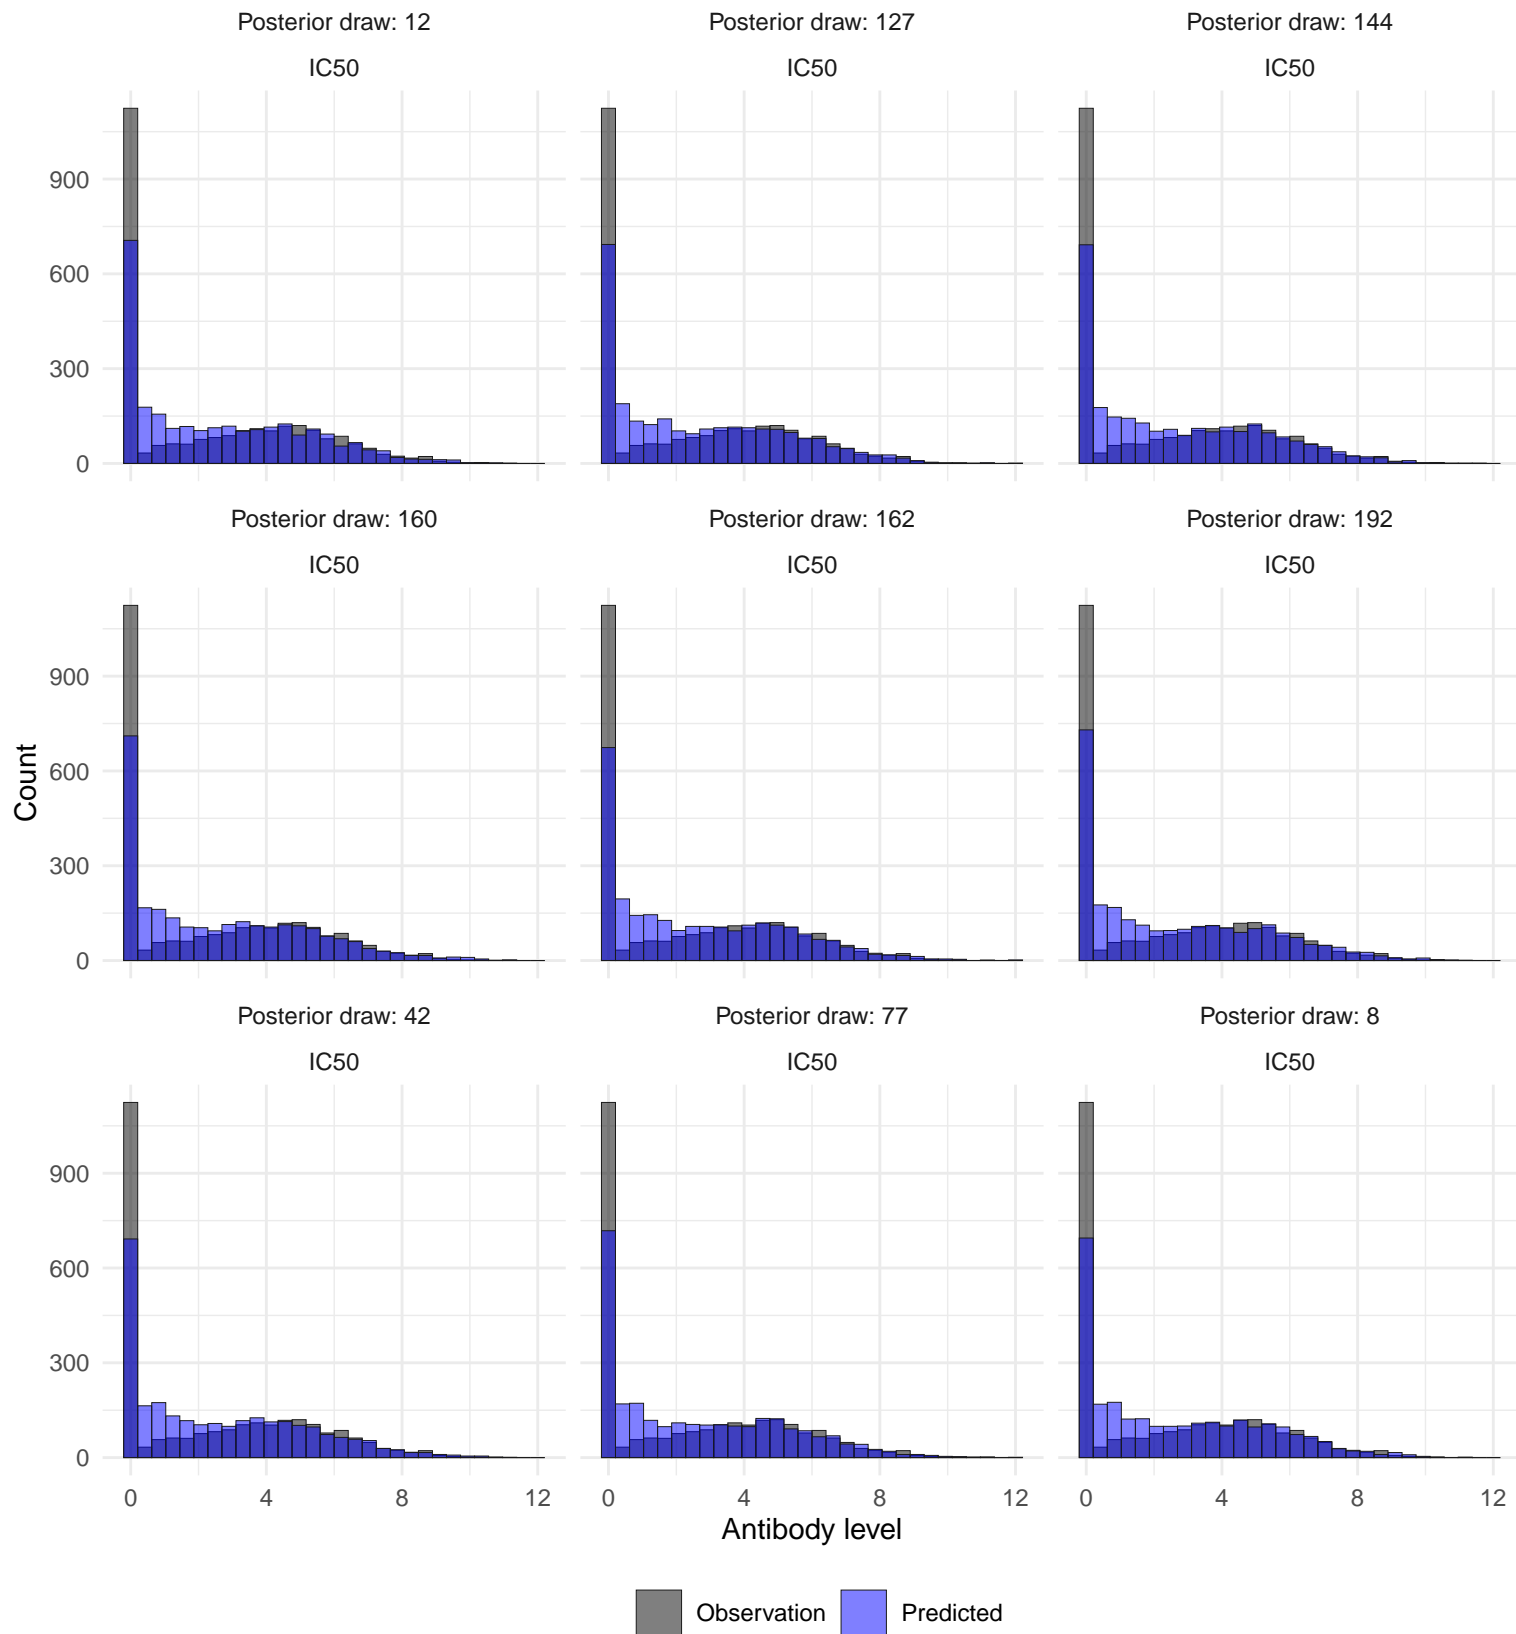 Posterior draw: 12
Posterior draw: 127
Posterior draw: 144
IC50
IC50
IC50
900
600
300
0
Posterior draw: 160
Posterior draw: 162
Posterior draw: 192
IC50
IC50
IC50
900
600
300
0
Count
Posterior draw: 42
Posterior draw: 77
Posterior draw: 8
IC50
IC50
IC50
900
600
300
0
0 4 8 12
0 4 8 12
0 4 8 12
Antibody level
Observation
Predicted